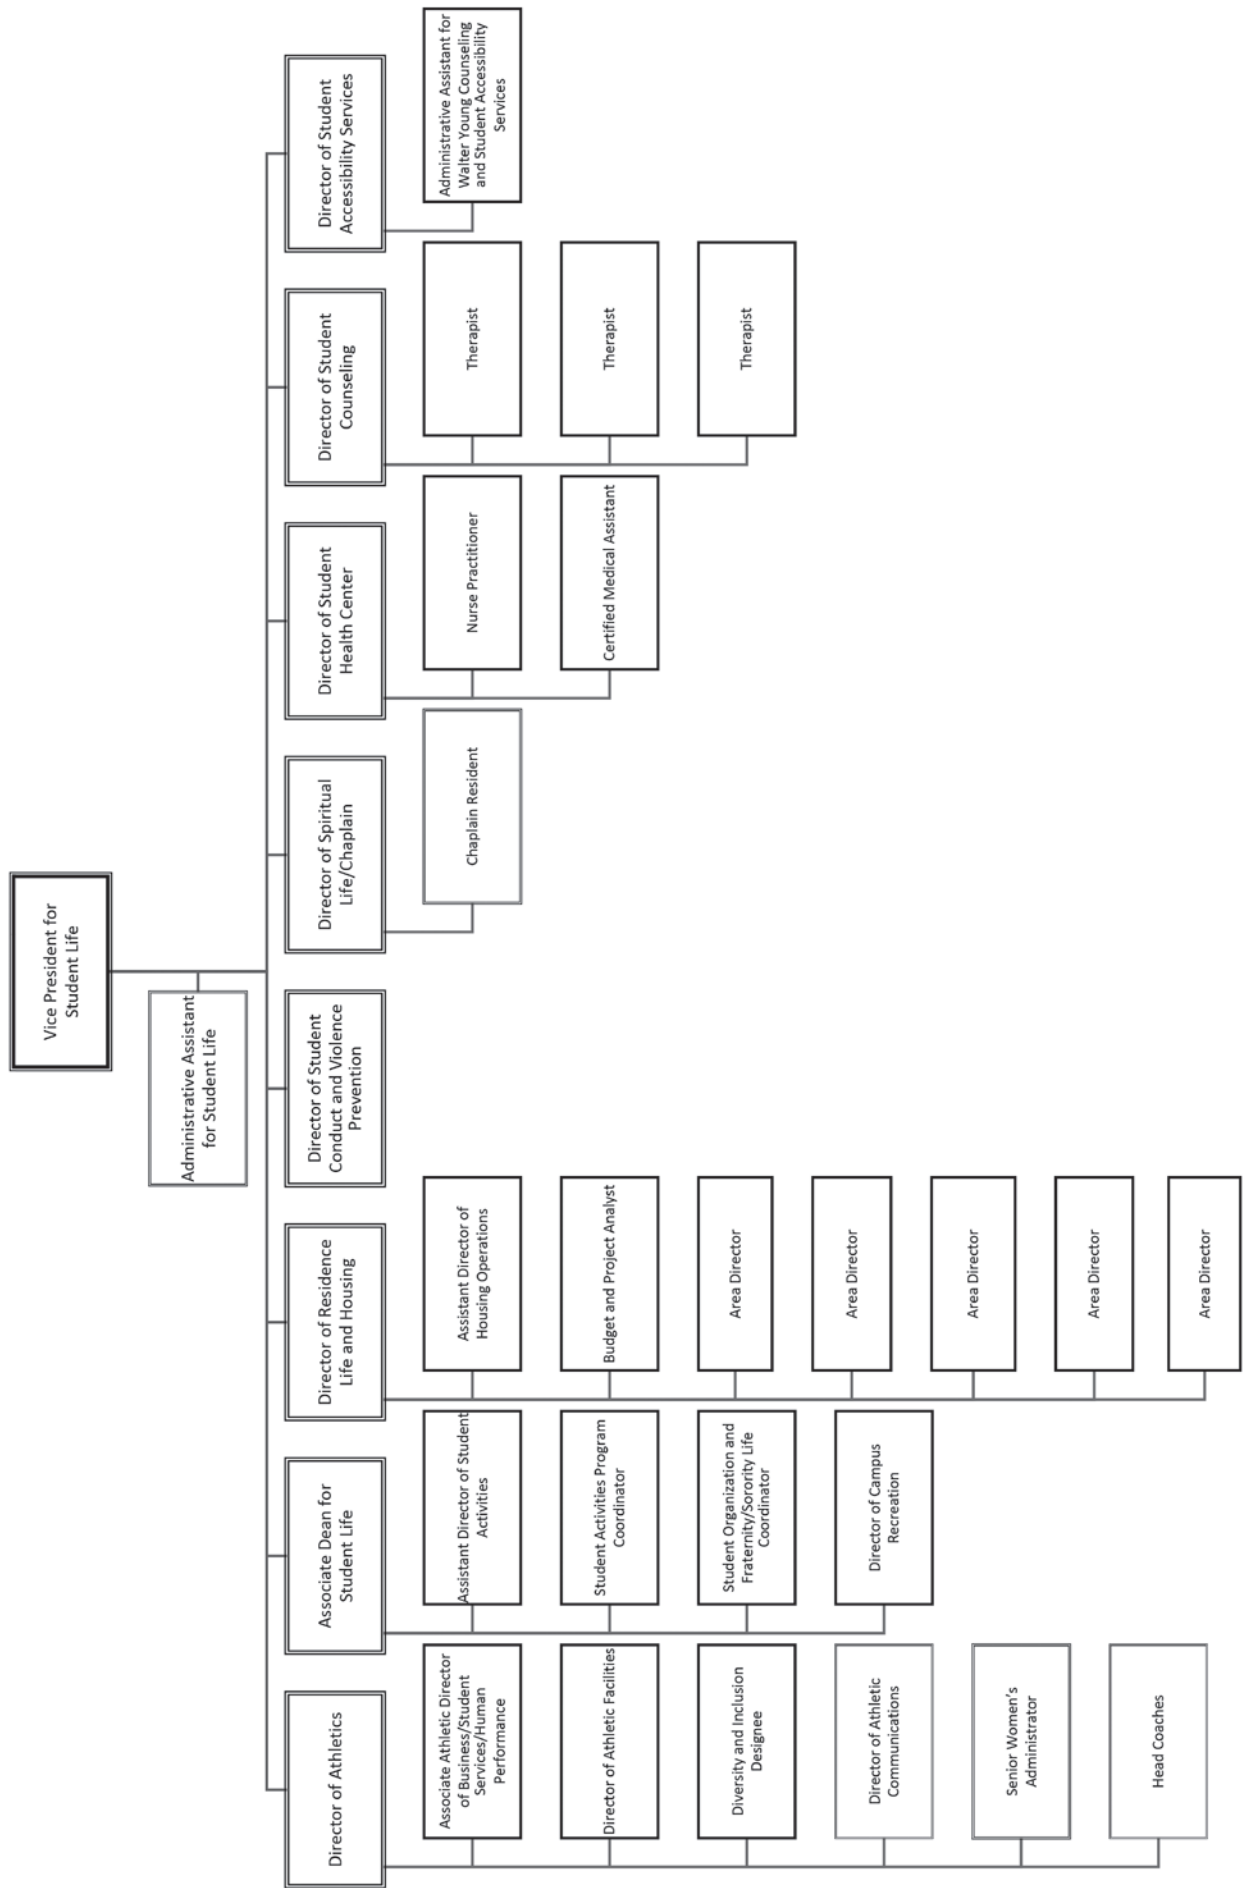 Vice President for
Student Life
Administrative Assistant
for Student Life
Director of Athletics
Associate Athletic Director
of Business/Student
Services/Human
Performance
Director of Athletic Facilities
Diversity and Inclusion
Designee
Director of Athletic
Communications
Senior Women's
Administrator
Head Coaches
Associate Dean for
Student Life
Assistant Director of Student
Activities
Student Activities Program
Coordinator
Student Organization and
Fraternity/Sorority Life
Coordinator
Director of Campus
Recreation
Director of Residence
Life and Housing
Assistant Director of
Housing Operations
Budget and Project Analyst
Area Director
Area Director
Area Director
Area Director
Area Director
Director of Student
Conduct and Violence
Prevention
Director of Spiritual
Life/Chaplain
Chaplain Resident
Director of Student
Health Center
Nurse Practitioner
Certified Medical Assistant
Director of Student
Counseling
Therapist
Therapist
Therapist
Director of Student
Accessibility Services
Administrative Assistant for
Walter Young Counseling
and Student Accessibility
Services